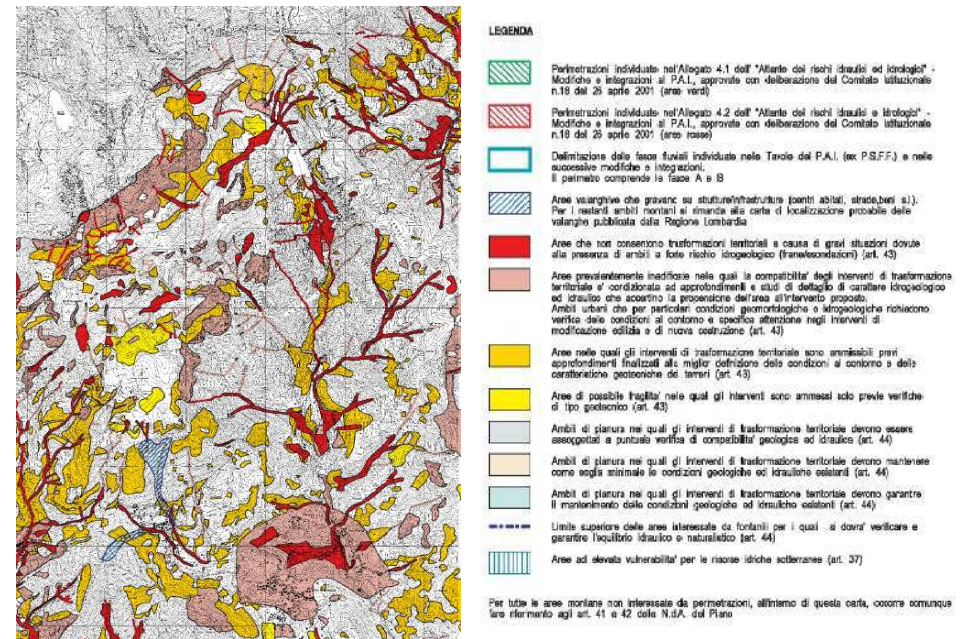 LEGENDA
Perimetrazioni individuate nell'Allegato 4.1 dell' "Atlante dei rischi idraulici ed idrologici" -
Modifiche e integrazioni al P.A.I., approvate con deliberazione del Comitato Istituzionale
n.18 del 26 aprile 2001 (aree verdi)
Perimetrazioni individuate nell'Allegato 4.2 dell' "Atlante dei rischi idraulici e idrologici" -
Modifiche e integrazioni al P.A.I., approvate con deliberazione del Comitato Istituzionale
n.18 del 26 aprile 2001 (aree rosse)
Delimitazione delle fasce fluviali individuate nelle Tavole del P.A.I. (ex P.S.F.F.) e nelle
successive modifiche e integrazioni.
Il perimetro comprende le fasce A e B
Aree valanghive che gravano su strutture/infrastrutture (centri abitati, strade,beni s.l.).
Per i restanti ambiti montani si rimanda alla carta di localizzazione probabile delle
valanghe pubblicata dalla Regione Lombardia
Aree che non consentono trasformazioni territoriali a causa di gravi situazioni dovute
alla presenza di ambiti a forte rischio idrogeologico (frane/esondazioni) (art. 43)
Aree prevalentemente inedificate nelle quali la compatibilita' degli interventi di trasformazione
territoriale e' condizionata ad approfondimenti e studi di dettaglio di carattere idrogeologico
ed idraulico che accertino la propensione dell'area all'intervento proposto.
Ambiti urbani che per particolari condizioni geomorfologiche e idrogeologiche richiedono
verifica delle condizioni al contorno e specifica attenzione negli interventi di
modificazione edilizia e di nuova costruzione (art. 43)
Aree nelle quali gli interventi di trasformazione territoriale sono ammissibili previ
approfondimenti finalizzati alla miglior definizione delle condizioni al contorno e delle
caratteristiche geotecniche dei terreni (art. 43)
Aree di possibile fragilita' nelle quali gli interventi sono ammessi solo previe verifiche
di tipo geotecnico (art. 43)
Ambiti di pianura nei quali gli interventi di trasformazione territoriale devono essere
assoggettati a puntuale verifica di compatibilita' geologica ed idraulica (art. 44)
Ambiti di pianura nei quali gli interventi di trasformazione territoriale devono mantenere
come soglia minimale le condizioni geologiche ed idrauliche esistenti (art. 44)
Ambiti di pianura nei quali gli interventi di trasformazione territoriale devono garantire
il mantenimento delle condizioni geologiche ed idrauliche esistenti (art. 44)
Limite superiore delle aree interessate da fontanili per i quali si dovra' verificare e
garantire l'equilibrio idraulico e naturalistico (art. 44)
Aree ad elevata vulnerabilita' per le risorse idriche sotterranee (art. 37)
Per tutte le aree montane non interessate da perimetrazioni, all'interno di questa carta, occorre comunque
fare riferimento agli art. 41 e 42 delle N.d.A. del Piano